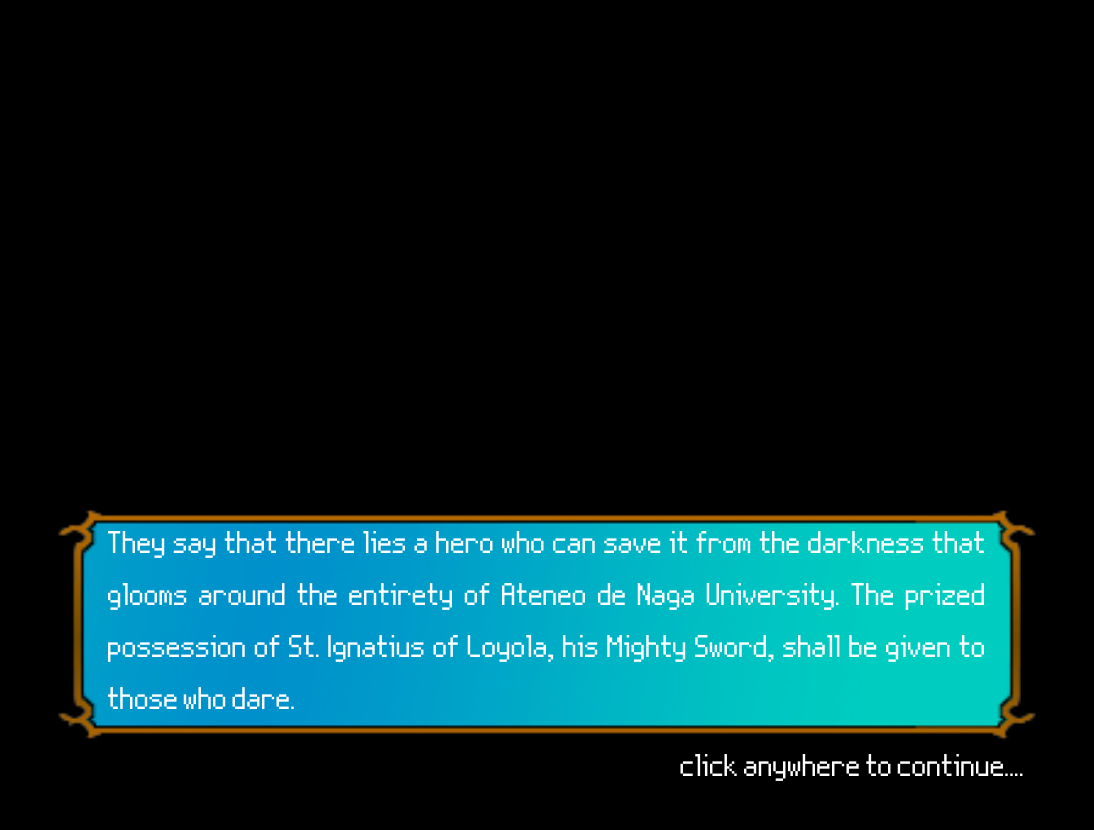 They say that there lies a hero who can save it from the darkness that
glooms around the entirety of Ateneo de Naga University. The prized
possession of St. Ignatius of Loyola, his Mighty Sword, shall be given to
those who dare.
click anywhere to continue....